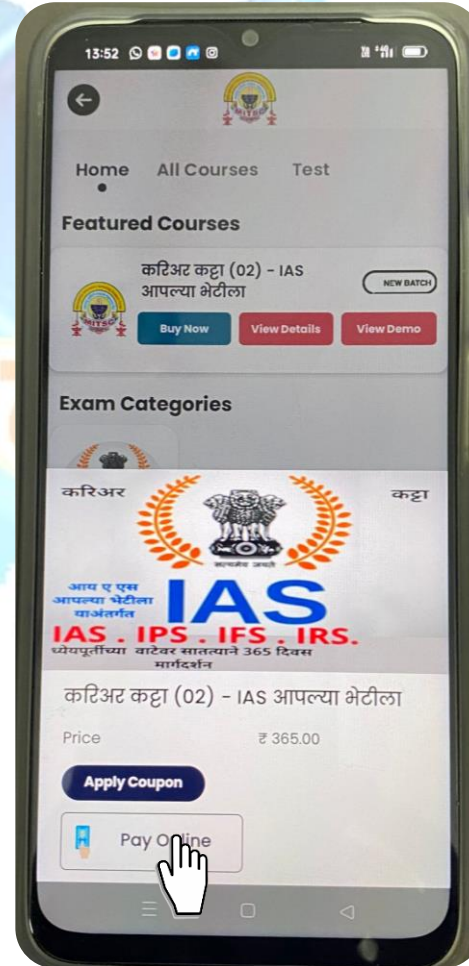 13:52
Home All Courses Test
Featured Courses
करिअर कट्टा (02) - IAS
आपल्या भेटीला
NEW BATCH
MITSC
Buy Now View Details View Demo
Exam Categories
करिअर कट्टा
सत्यमेव जयते
आय ए एस
आपल्या भेटीला
याअंतर्गत
IAS
IAS . IPS . IFS . IRS.
ध्येयपूर्तीच्या वाटेवर सातत्याने 365 दिवस
मार्गदर्शन
करिअर कट्टा (02) - IAS आपल्या भेटीला
Price ₹ 365.00
Apply Coupon
Pay Online